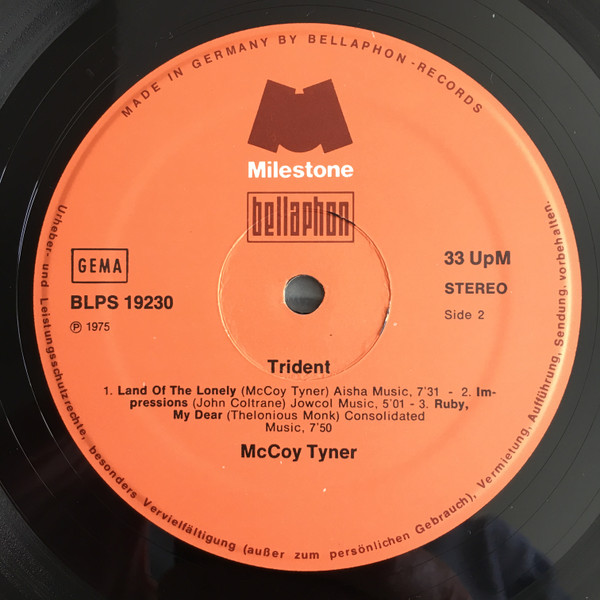 MADE IN GERMANY BY BELLAPHON-RECORDS
Milestone
bellaphon
GEMA
33 UpM
BLPS 19230
STEREO
℗ 1975
Side 2
Trident
1. Land Of The Lonely (McCoy Tyner) Aisha Music, 7'31 - 2. Im-
pressions (John Coltrane) Jowcol Music, 5'01 - 3. Ruby,
My Dear (Thelonious Monk) Consolidated
Music, 7'50
McCoy Tyner
Urheber- und Leistungsschutzrechte, besonders Vervielfältigung (außer zum persönlichen Gebrauch), Vermietung, Aufführung, Sendung, vorbehalten.